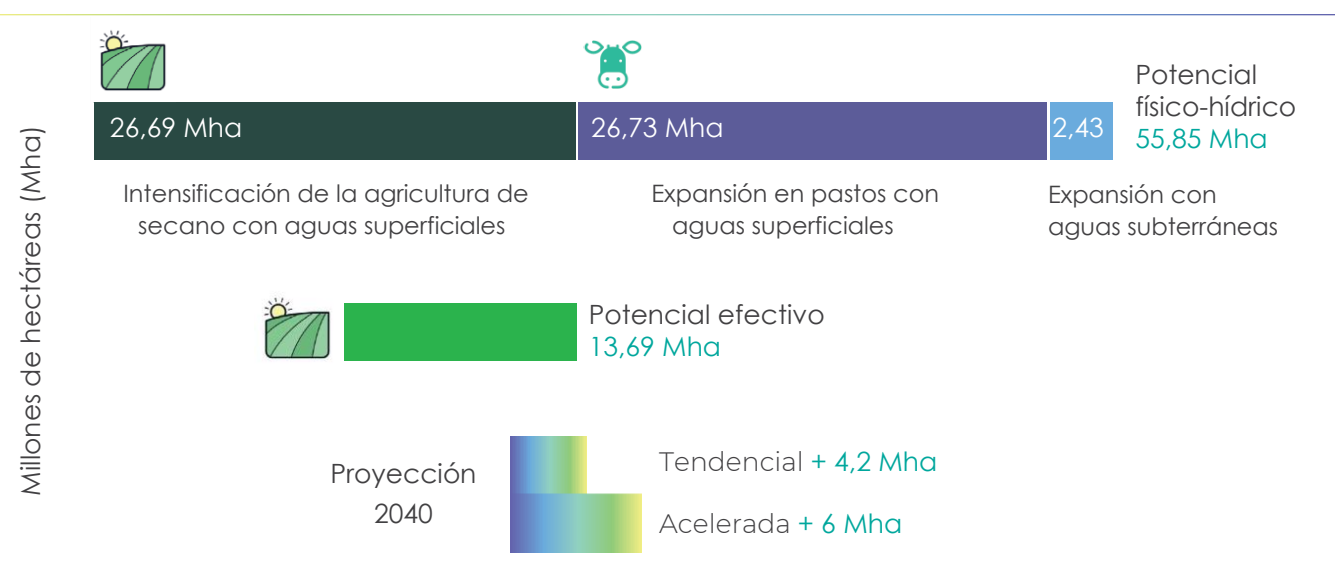 Millones de hectáreas (Mha)
26,69 Mha
26,73 Mha
2,43
Potencial
físico-hídrico
55,85 Mha
Intensificación de la agricultura de
secano con aguas superficiales
Expansión en pastos con
aguas superficiales
Expansión con
aguas subterráneas
Potencial efectivo
13,69 Mha
Proyección
2040
Tendencial + 4,2 Mha
Acelerada + 6 Mha